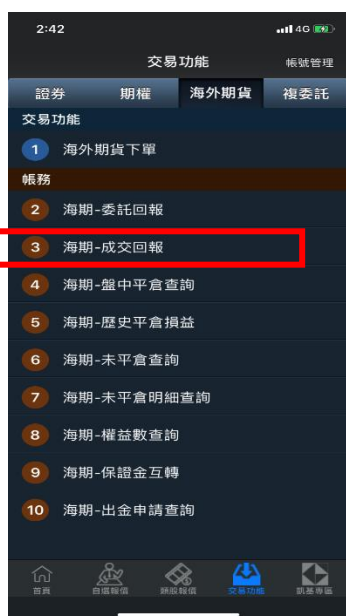 2:42
4G
交易功能
帳號管理
證券 期權 海外期貨 複委託
交易功能
1 海外期貨下單
帳務
2 海期-委託回報
3 海期-成交回報
4 海期-盤中平倉查詢
5 海期-歷史平倉損益
6 海期-未平倉查詢
7 海期-未平倉明細查詢
8 海期-權益數查詢
9 海期-保證金互轉
10 海期-出金申請查詢
首頁 自選報價 類股報價 交易功能 凱基專區